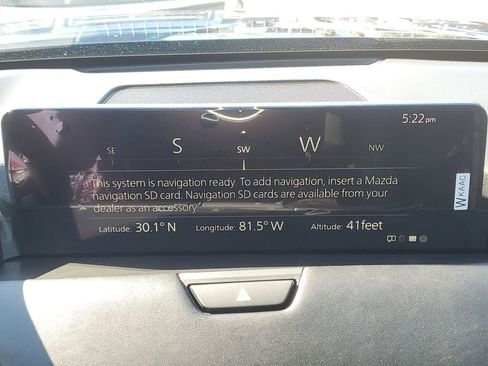 5:22 pm
SE S SW W NW
This system is navigation ready. To add navigation, insert a Mazda
navigation SD card. Navigation SD cards are available from your
dealer as an accessory.
Latitude: 30.1° N Longitude: 81.5° W Altitude: 41feet
WKAAG